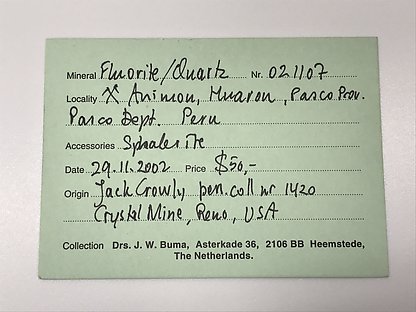 Mineral Fluorite/Quartz Nr. 021107
Locality Animon, Huaron, Pasco Prov.
Pasco Dept. Peru
Accessories Sphalerite
Date 29.11.2002 Price $50,-
Origin Jack Crowly pen. coll nr 1420
Crystal Mine, Reno, USA
Collection Drs. J. W. Buma, Asterkade 36, 2106 BB Heemstede,
The Netherlands.